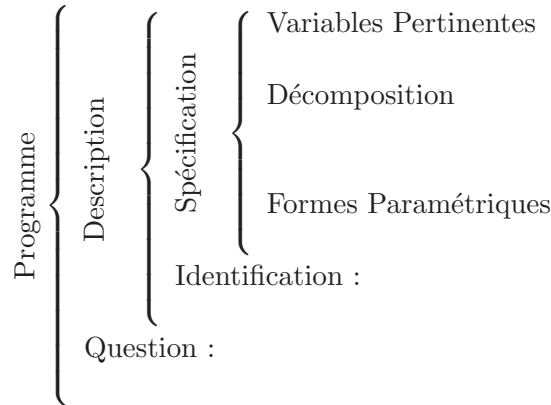 Programme
Description
Spécification
Variables Pertinentes
Décomposition
Formes Paramétriques
Identification :
Question :